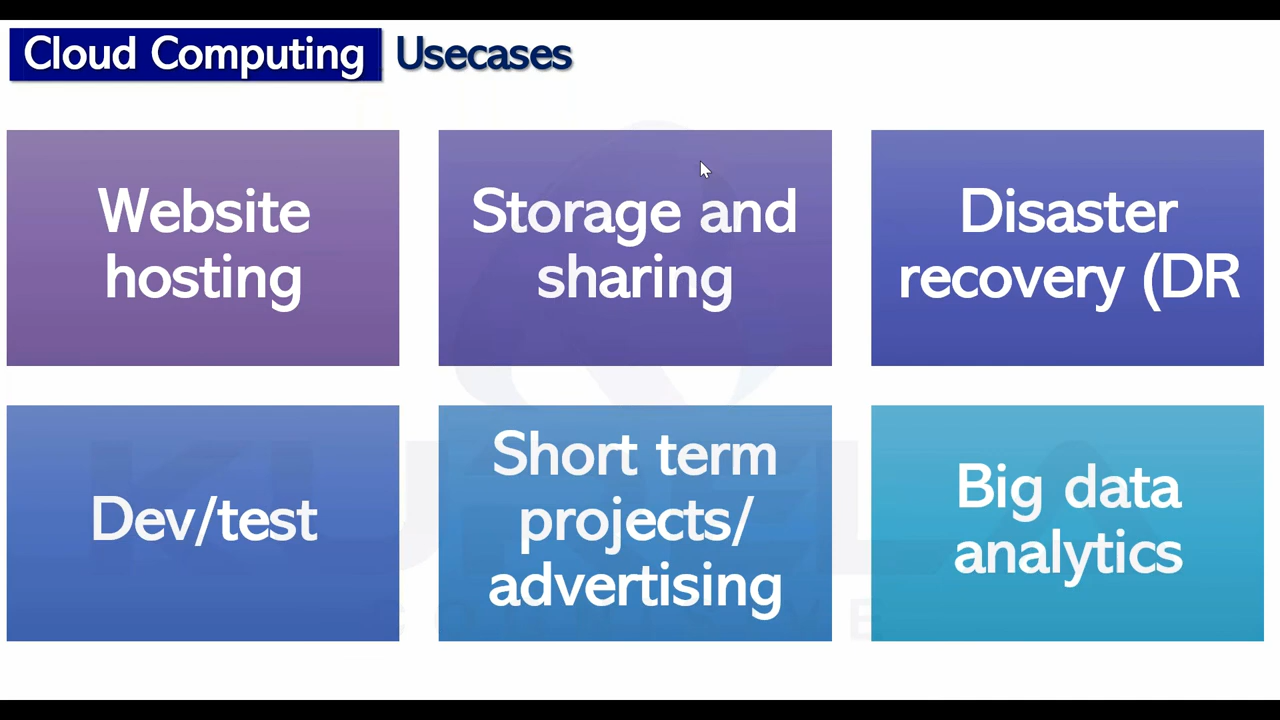 Cloud Computing Usecases
Website
hosting
Storage and
sharing
Disaster
recovery (DR
Dev/test
Short term
projects/
advertising
Big data
analytics